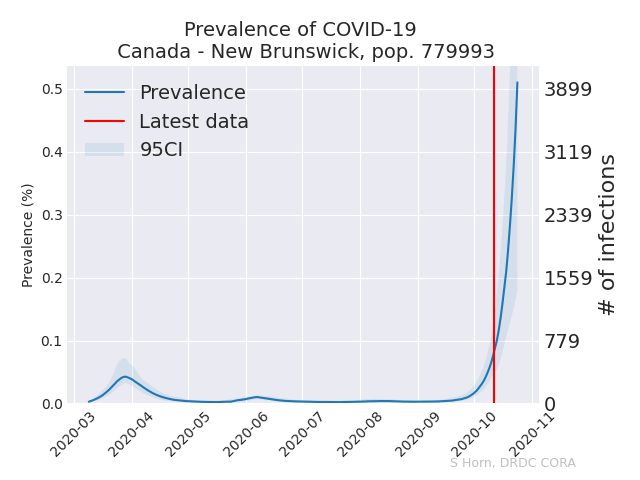 Prevalence of COVID-19
Canada - New Brunswick, pop. 779993
Prevalence
Latest data
95CI
Prevalence (%)
0.5
0.4
0.3
0.2
0.1
0.0
3899
3119
2339
1559
779
0
# of infections
2020-03
2020-04
2020-05
2020-06
2020-07
2020-08
2020-09
2020-10
2020-11
S Horn, DRDC CORA